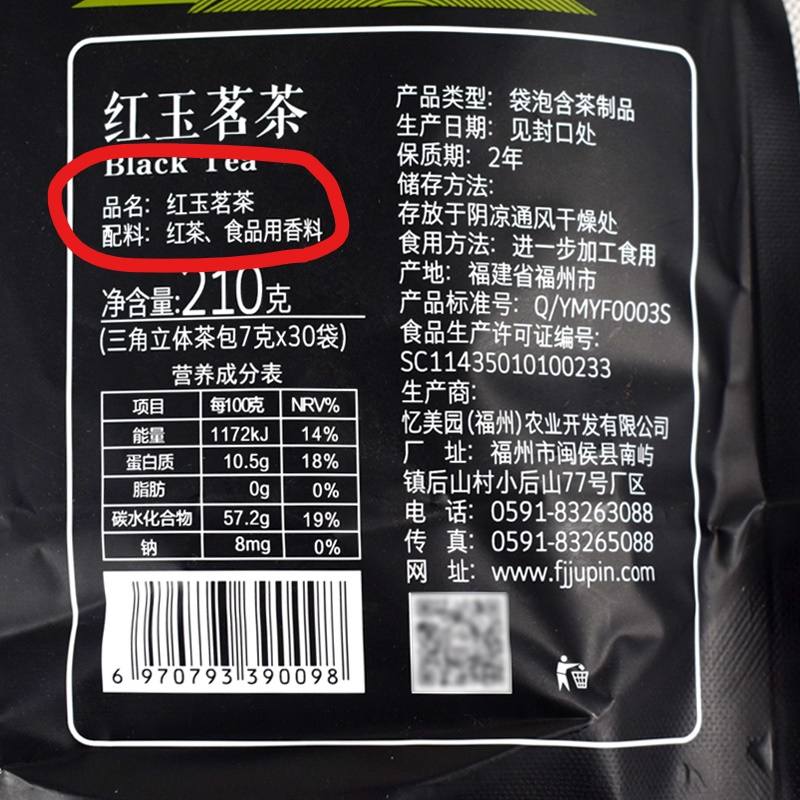 红玉茗茶
Black Tea
品名：红玉茗茶
配料：红茶、食品用香料
净含量:210克
(三角立体茶包7克x30袋)
营养成分表
项目 每100克 NRV%
能量 1172kJ 14%
蛋白质 10.5g 18%
脂肪 0g 0%
碳水化合物 57.2g 19%
钠 8mg 0%
6 970793 390098
产品类型：袋泡含茶制品
生产日期：见封口处
保质期：2年
储存方法：
存放于阴凉通风干燥处
食用方法：进一步加工食用
产地：福建省福州市
产品标准号：Q/YMYF0003S
食品生产许可证编号：
SC11435010100233
生产商：
忆美园(福州)农业开发有限公司
厂 址：福州市闽侯县南屿
镇后山村小后山77号厂区
电 话：0591-83263088
传 真：0591-83265088
网 址：www.fjjupin.com